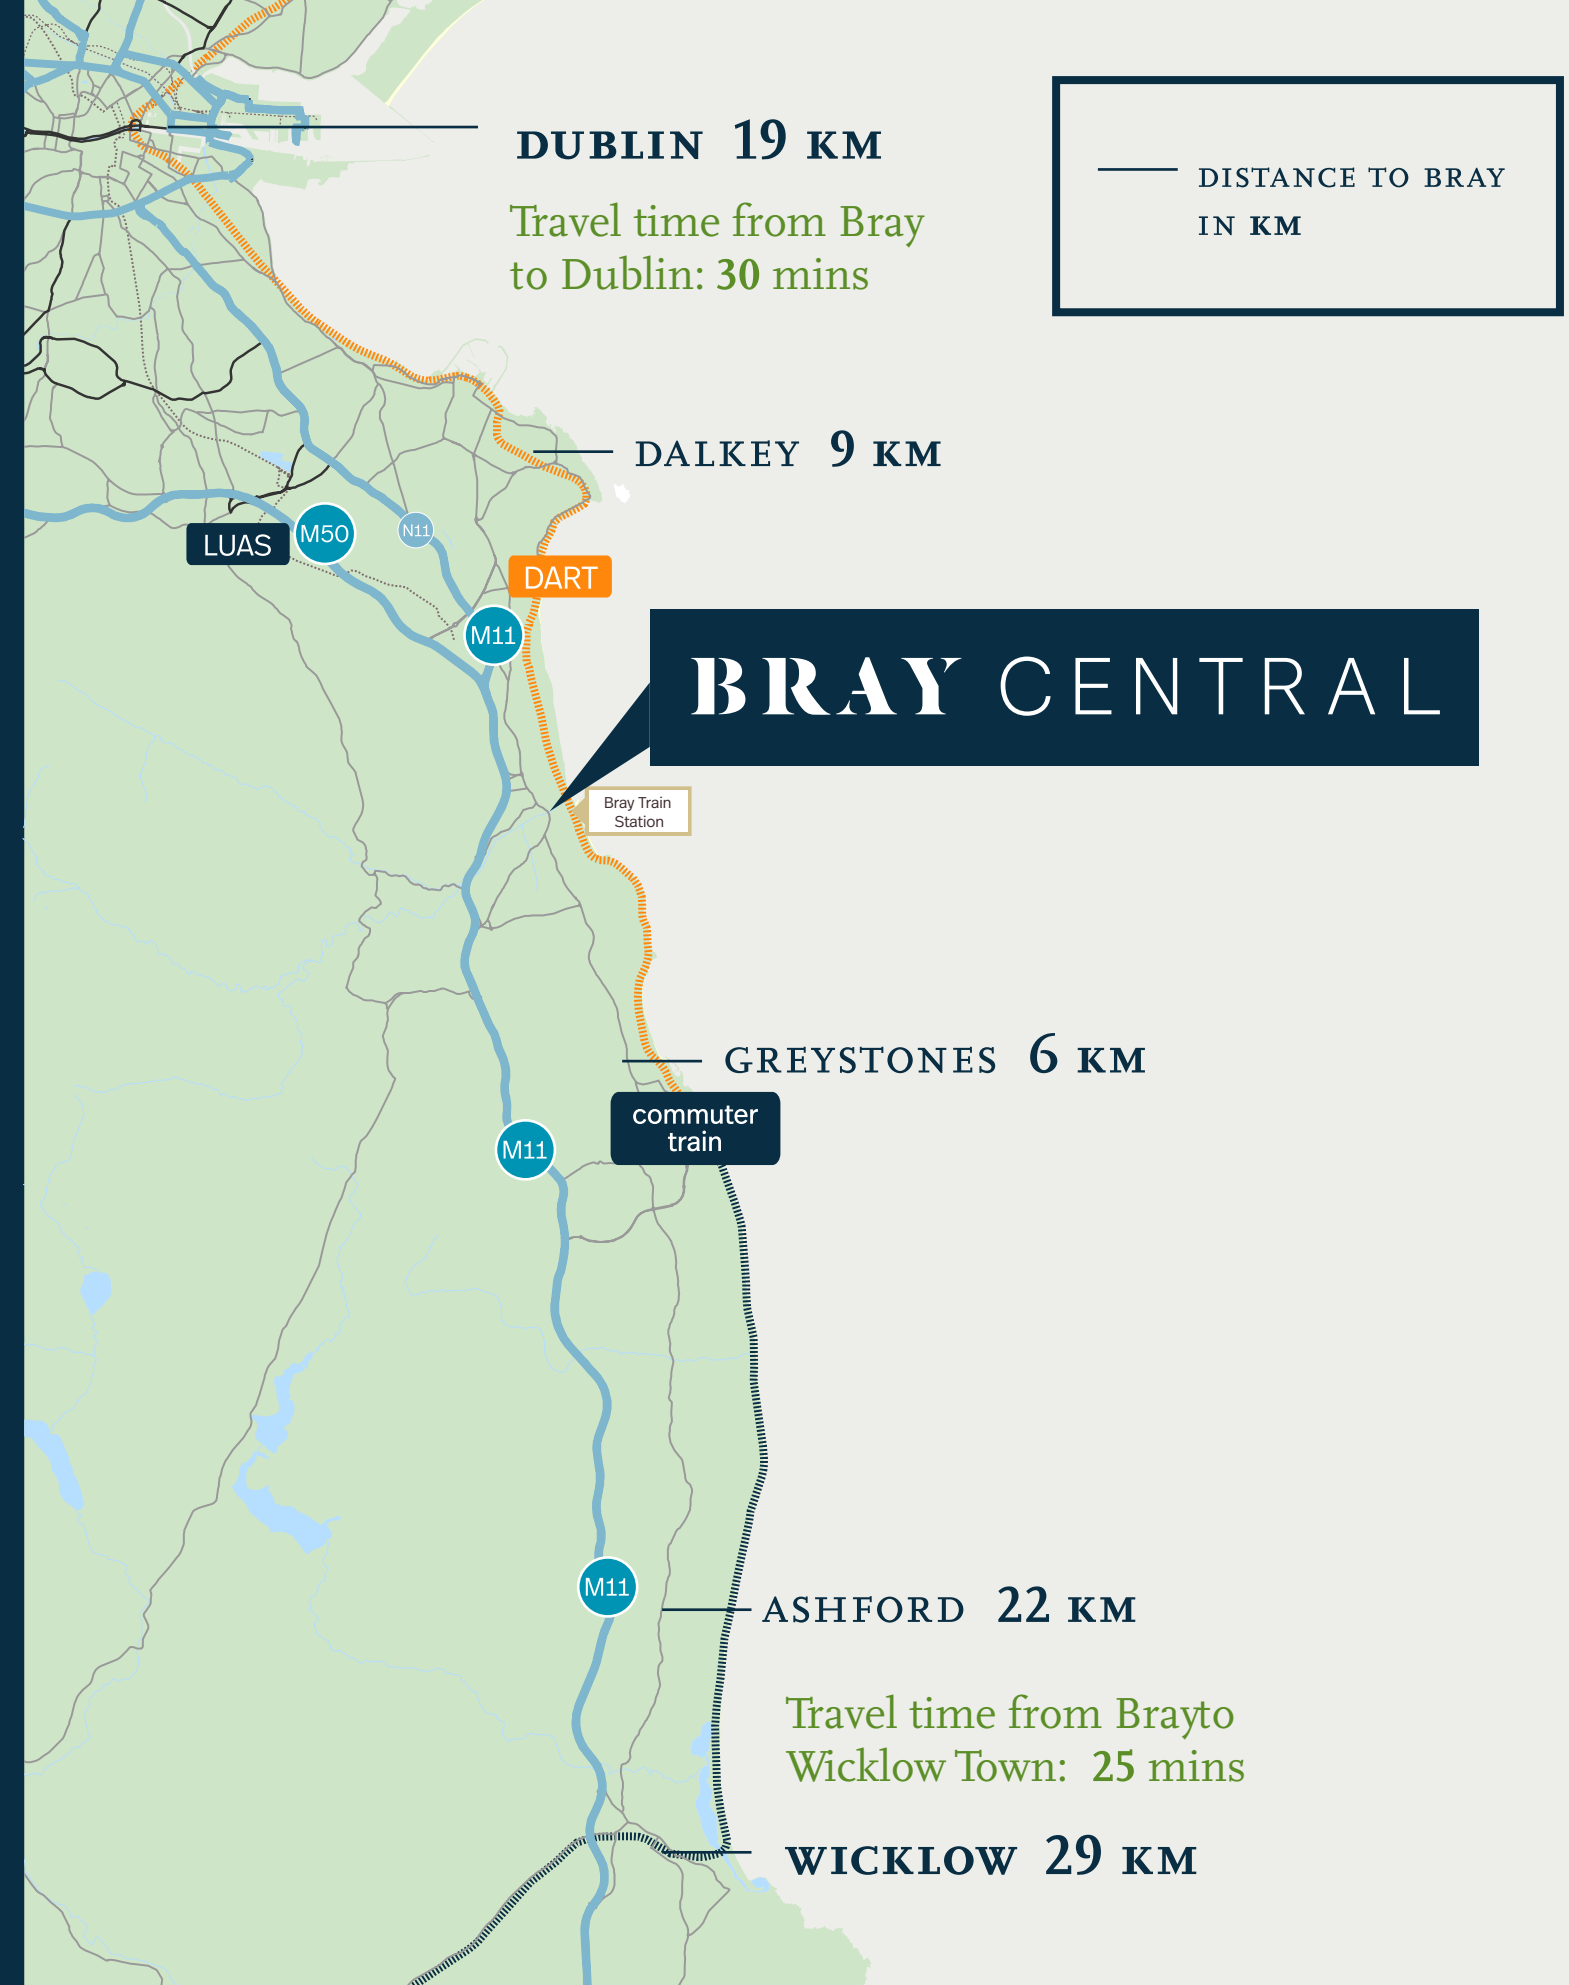 DUBLIN 19 KM
Travel time from Bray
to Dublin: 30 mins
DISTANCE TO BRAY
IN KM
DALKEY 9 KM
LUAS
M50
N11
DART
M11
BRAY CENTRAL
Bray Train
Station
GREYSTONES 6 KM
commuter
train
M11
M11
ASHFORD 22 KM
Travel time from Brayto
Wicklow Town: 25 mins
WICKLOW 29 KM